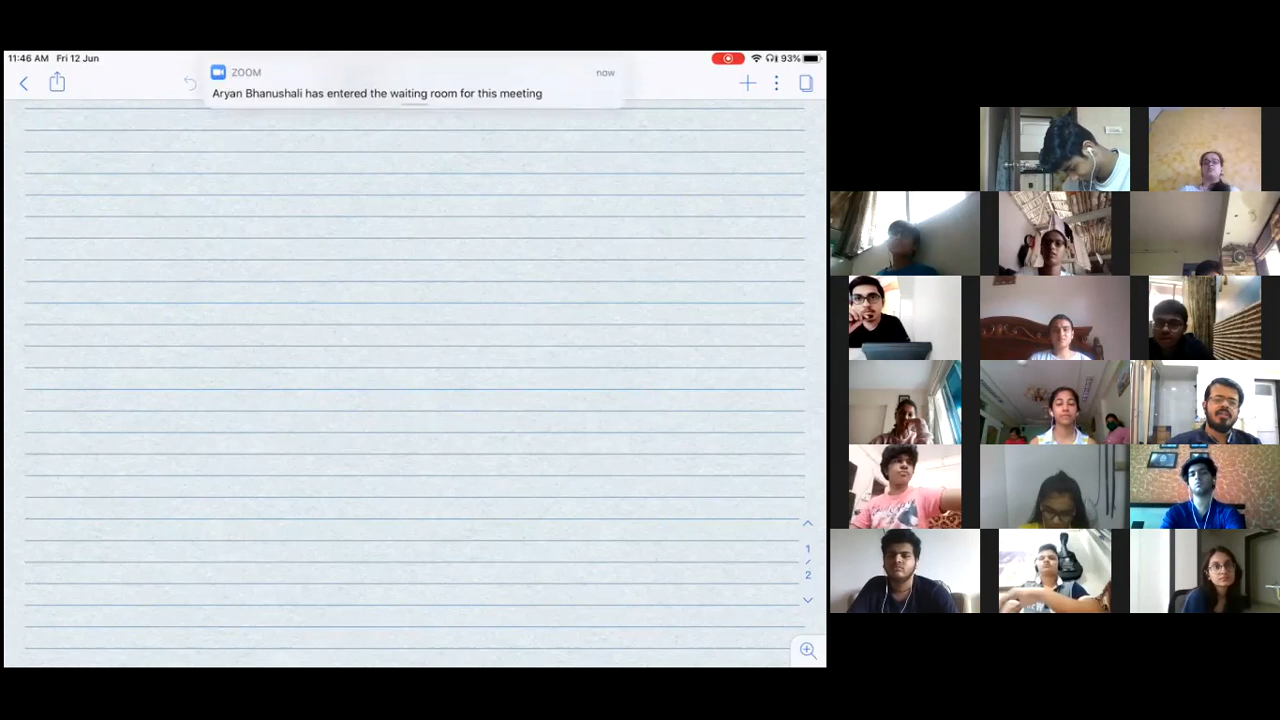 11:46 AM Fri 12 Jun
93%
ZOOM
now
Aryan Bhanushali has entered the waiting room for this meeting
1
2